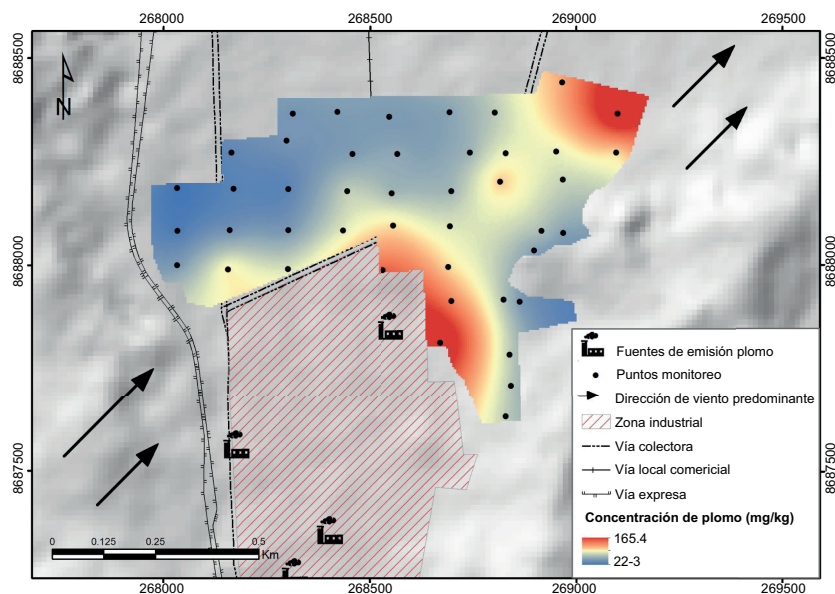 268000 268500 269000 269500
8688500 8688500
N
8688000 8688000
8687500 8687500
Fuentes de emisión plomo
Puntos monitoreo
Dirección de viento predominante
Zona industrial
Vía colectora
Vía local comericial
Vía expresa
Concentración de plomo (mg/kg)
165.4
22-3
0 0.125 0.25 0.5
Km
268000 268500 269000 269500